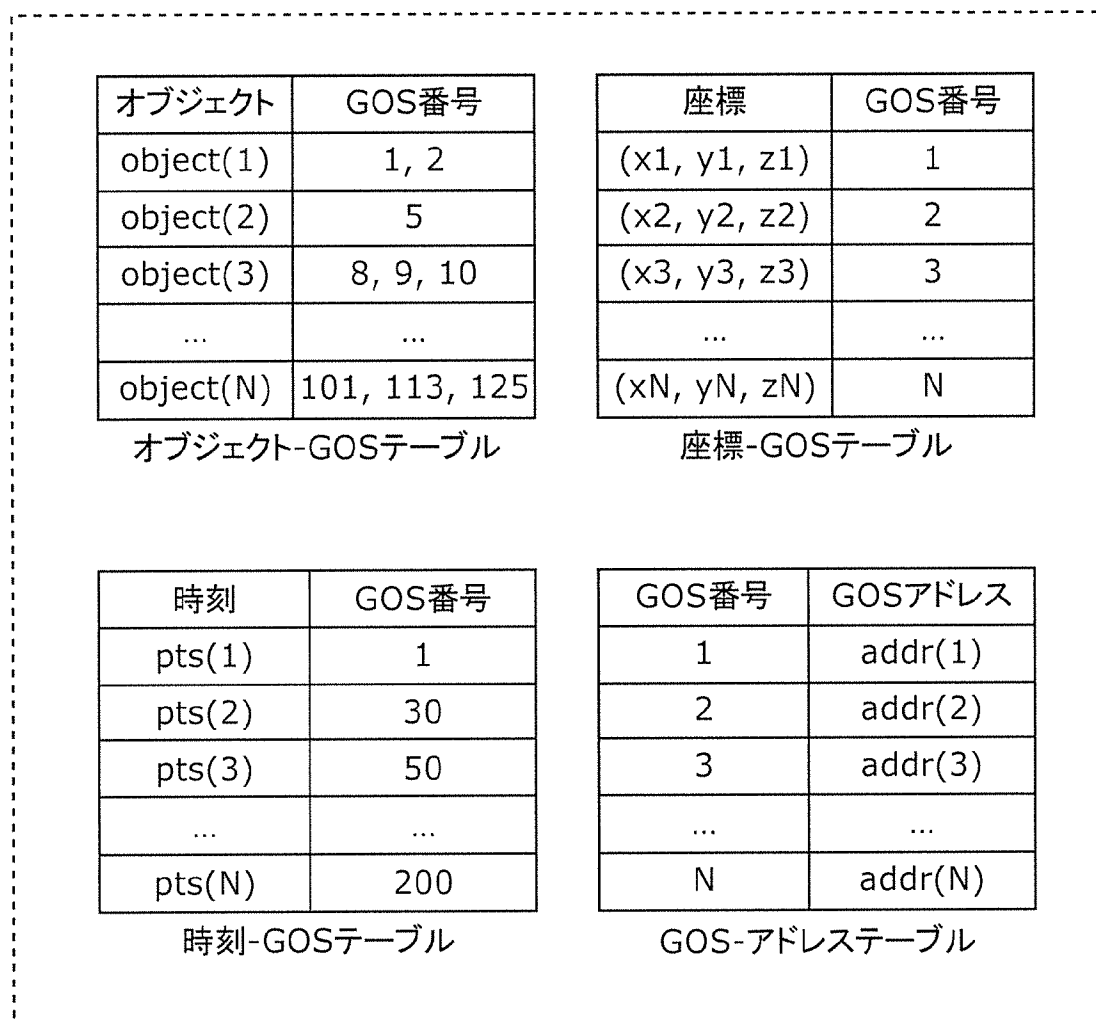 オブジェクト GOS番号
object(1) 1, 2
object(2) 5
object(3) 8, 9, 10
... ...
object(N) 101, 113, 125
オブジェクト-GOSテーブル
座標 GOS番号
(x1, y1, z1) 1
(x2, y2, z2) 2
(x3, y3, z3) 3
... ...
(xN, yN, zN) N
座標-GOSテーブル
時刻 GOS番号
pts(1) 1
pts(2) 30
pts(3) 50
... ...
pts(N) 200
時刻-GOSテーブル
GOS番号 GOSアドレス
1 addr(1)
2 addr(2)
3 addr(3)
... ...
N addr(N)
GOS-アドレステーブル